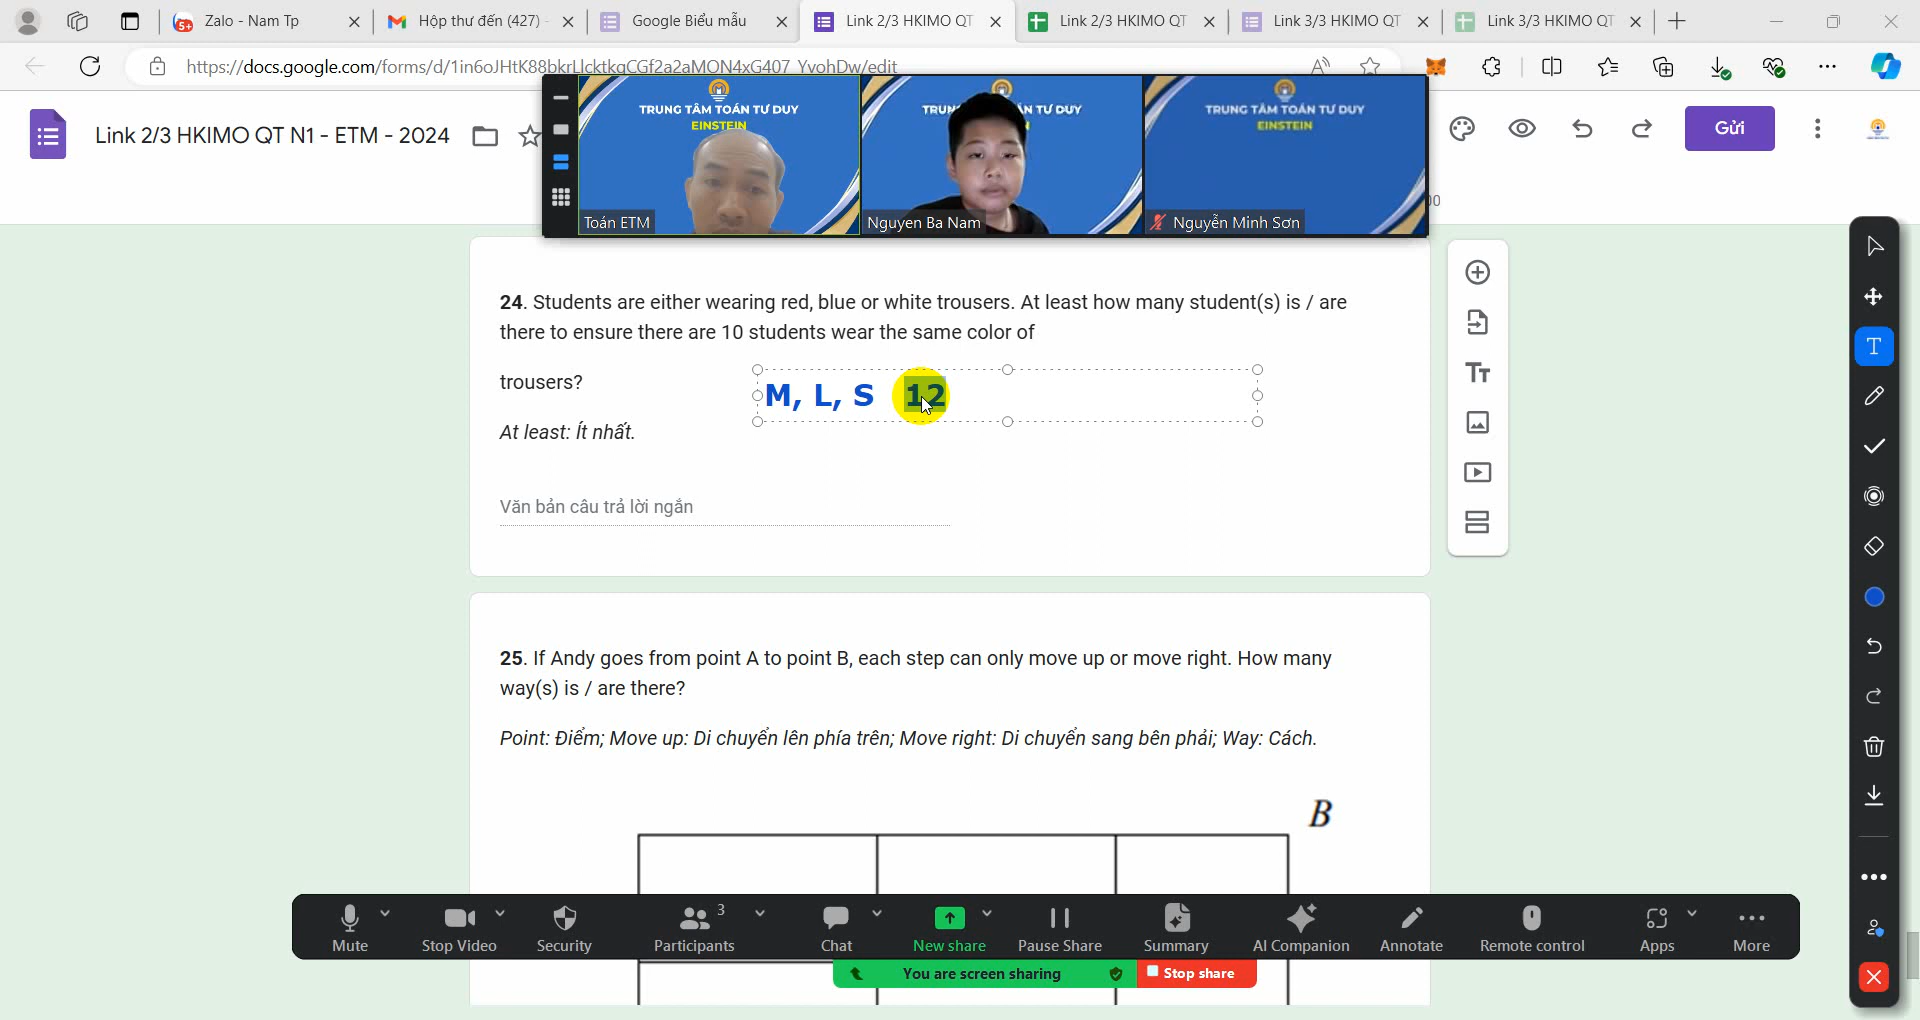 Zalo - Nam Tp
Hộp thư đến (427) -
Google Biểu mẫu
Link 2/3 HKIMO QT
Link 2/3 HKIMO QT
Link 3/3 HKIMO QT
Link 3/3 HKIMO QT
Link 2/3 HKIMO QT N1 - ETM - 2024
Gửi
TRUNG TÂM TOÁN TƯ DUY
EINSTEIN
Toán ETM
Nguyen Ba Nam
TRUNG TÂM TOÁN TƯ DUY
EINSTEIN
Nguyễn Minh Sơn
24. Students are either wearing red, blue or white trousers. At least how many student(s) is / are
there to ensure there are 10 students wear the same color of
trousers?
M, L, S 12
At least: Ít nhất.
Văn bản câu trả lời ngắn
25. If Andy goes from point A to point B, each step can only move up or move right. How many
way(s) is / are there?
Point: Điểm; Move up: Di chuyển lên phía trên; Move right: Di chuyển sang bên phải; Way: Cách.
B
Mute
Stop Video
Security
Participants
3
Chat
New share
Pause Share
Summary
AI Companion
Annotate
Remote control
Apps
More
You are screen sharing
Stop share